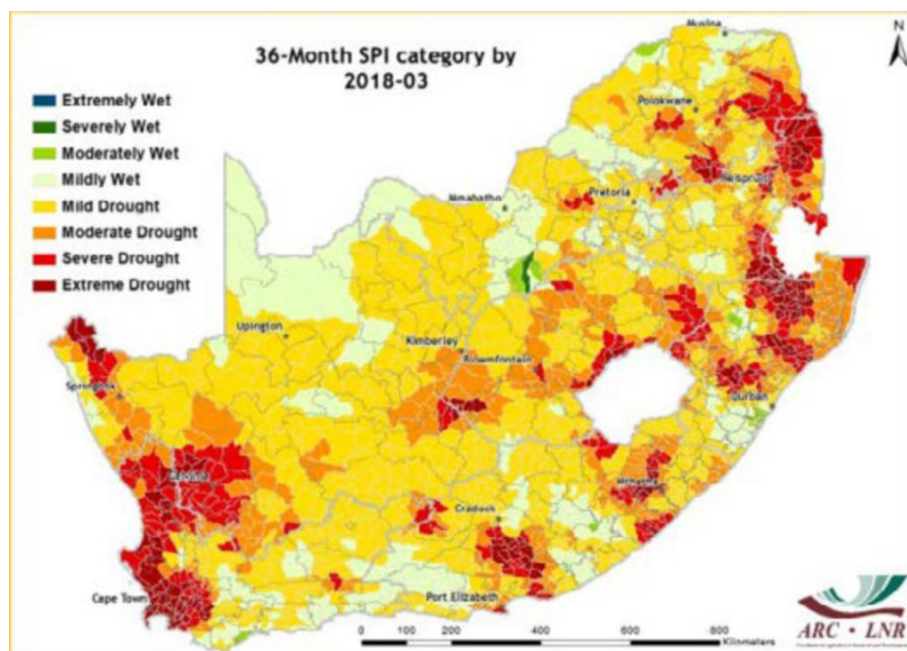 36-Month SPI category by
2018-03
N
Extremely Wet
Severely Wet
Moderately Wet
Mildly Wet
Mild Drought
Moderate Drought
Severe Drought
Extreme Drought
Musina
Polokwane
Nelspruit
Pretoria
Mmabatho
Upington
Kimberley
Bloemfontein
Springbok
Durban
Calvinia
Mthatha
Cradock
Cape Town
Port Elizabeth
0 100 200 400 600 800
Kilometers
ARC • LNR